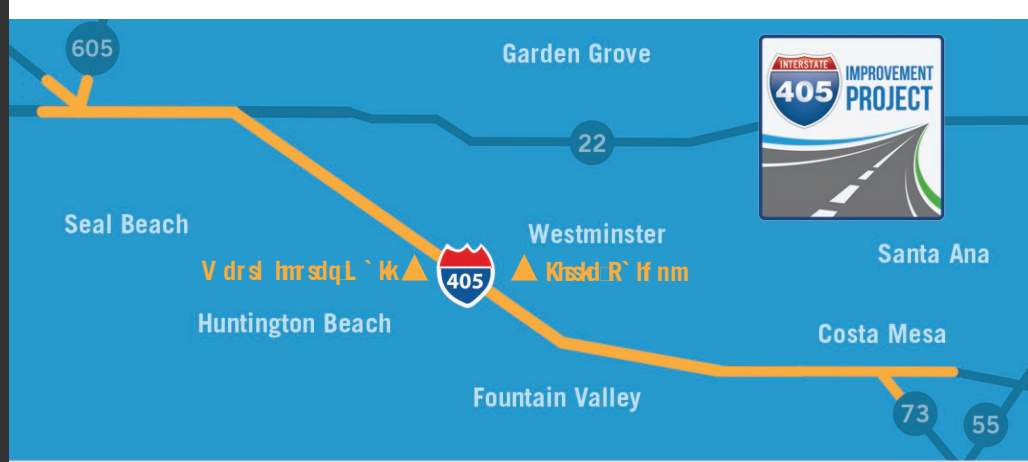 605
Garden Grove
INTERSTATE
405
IMPROVEMENT
PROJECT
22
Seal Beach
Westminster
Santa Ana
405
Huntington Beach
Costa Mesa
Fountain Valley
73
55